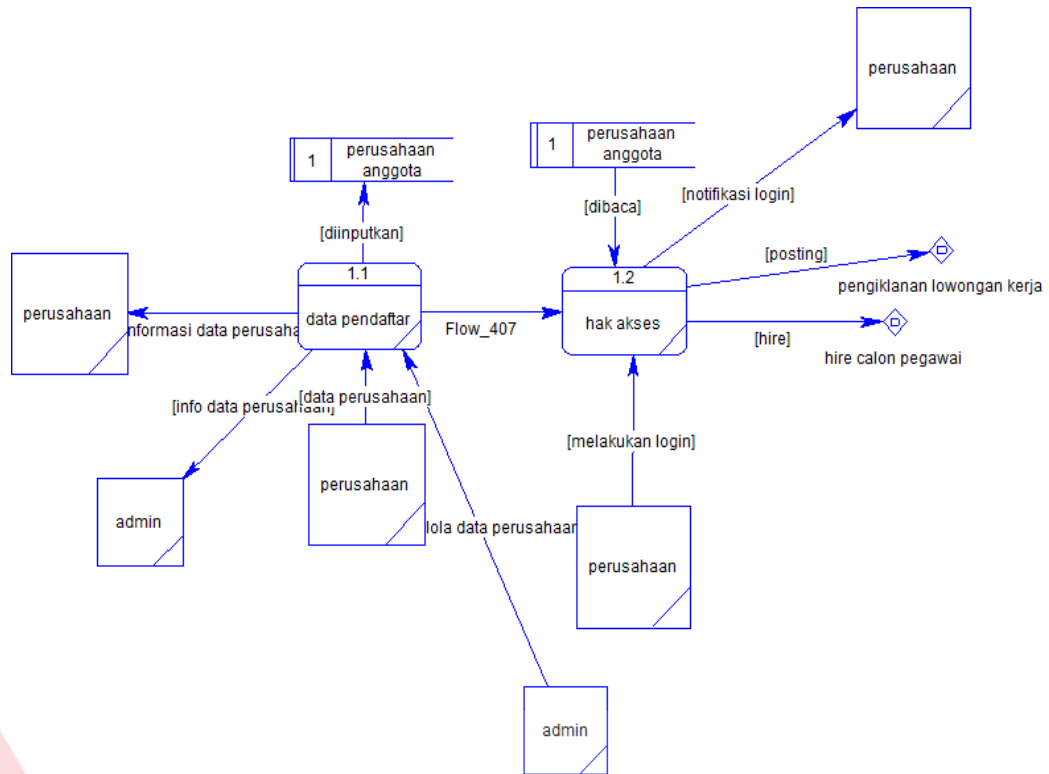 perusahaan
1
perusahaan
anggota
1
perusahaan
anggota
[notifikasi login]
[dibaca]
[diinputkan]
[posting]
1.1
1.2
pengiklanan lowongan kerja
perusahaan
data pendaftar
hak akses
nformasi data perusaha
Flow_407
[hire]
hire calon pegawai
[data perusahaan]
[info data perusahaan]
[melakukan login]
perusahaan
admin
lola data perusahaan
perusahaan
admin